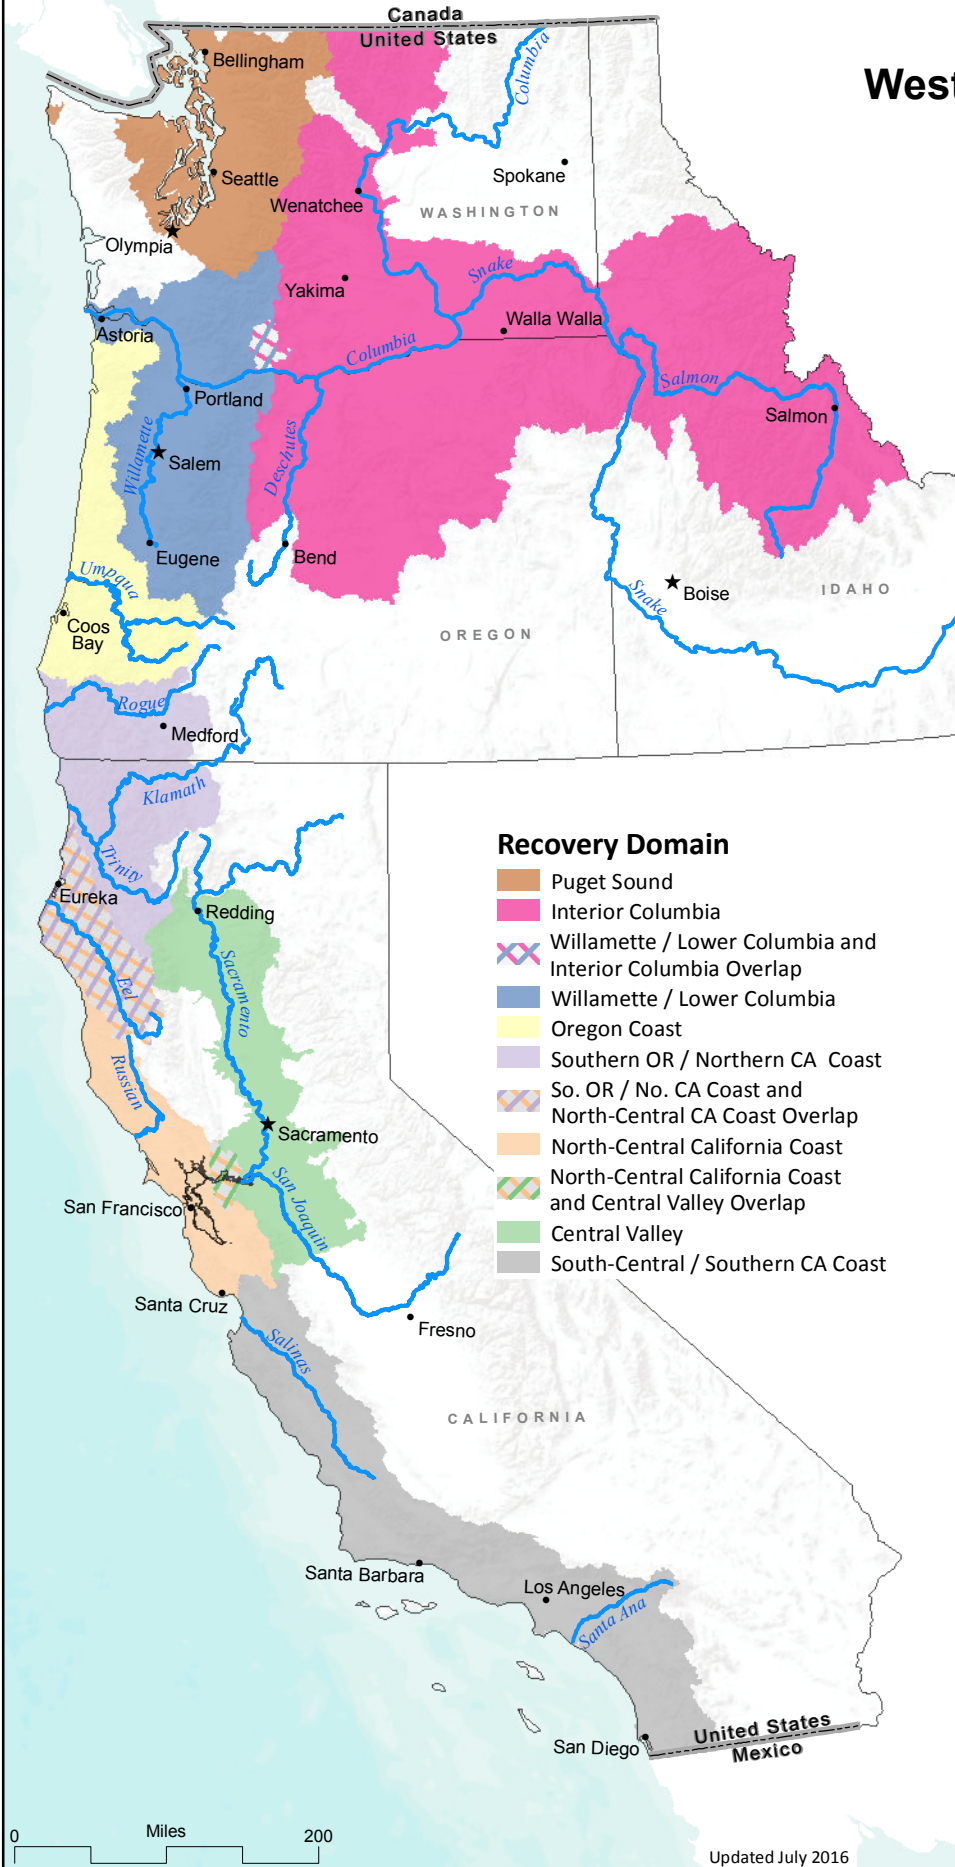 Canada
United States
West
Bellingham
Columbia
Seattle
Spokane
Wenatchee
WASHINGTON
Olympia
Yakima
Snake
Astoria
Walla Walla
Columbia
Portland
Salmon
Salmon
Willamette
Salem
Deschutes
Eugene
Bend
Umpqua
Boise
IDAHO
Snake
Coos
Bay
OREGON
Rogue
Medford
Klamath
Trinity
Eureka
Redding
Sacramento
Eel
Russian
Sacramento
San Joaquin
San Francisco
Santa Cruz
Fresno
Salinas
CALIFORNIA
Santa Barbara
Los Angeles
Santa Ana
San Diego
United States
Mexico
Recovery Domain
Puget Sound
Interior Columbia
Willamette / Lower Columbia and
Interior Columbia Overlap
Willamette / Lower Columbia
Oregon Coast
Southern OR / Northern CA Coast
So. OR / No. CA Coast and
North-Central CA Coast Overlap
North-Central California Coast
North-Central California Coast
and Central Valley Overlap
Central Valley
South-Central / Southern CA Coast
0 Miles 200
Updated July 2016